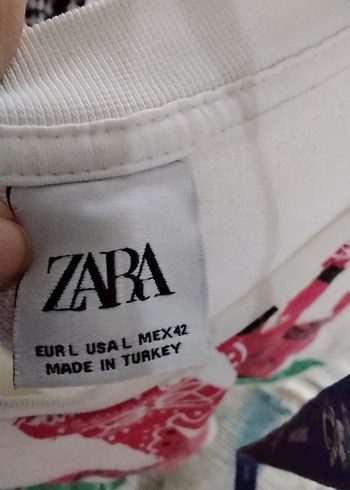 ZARA
EUR L USA L MEX 42
MADE IN TURKEY